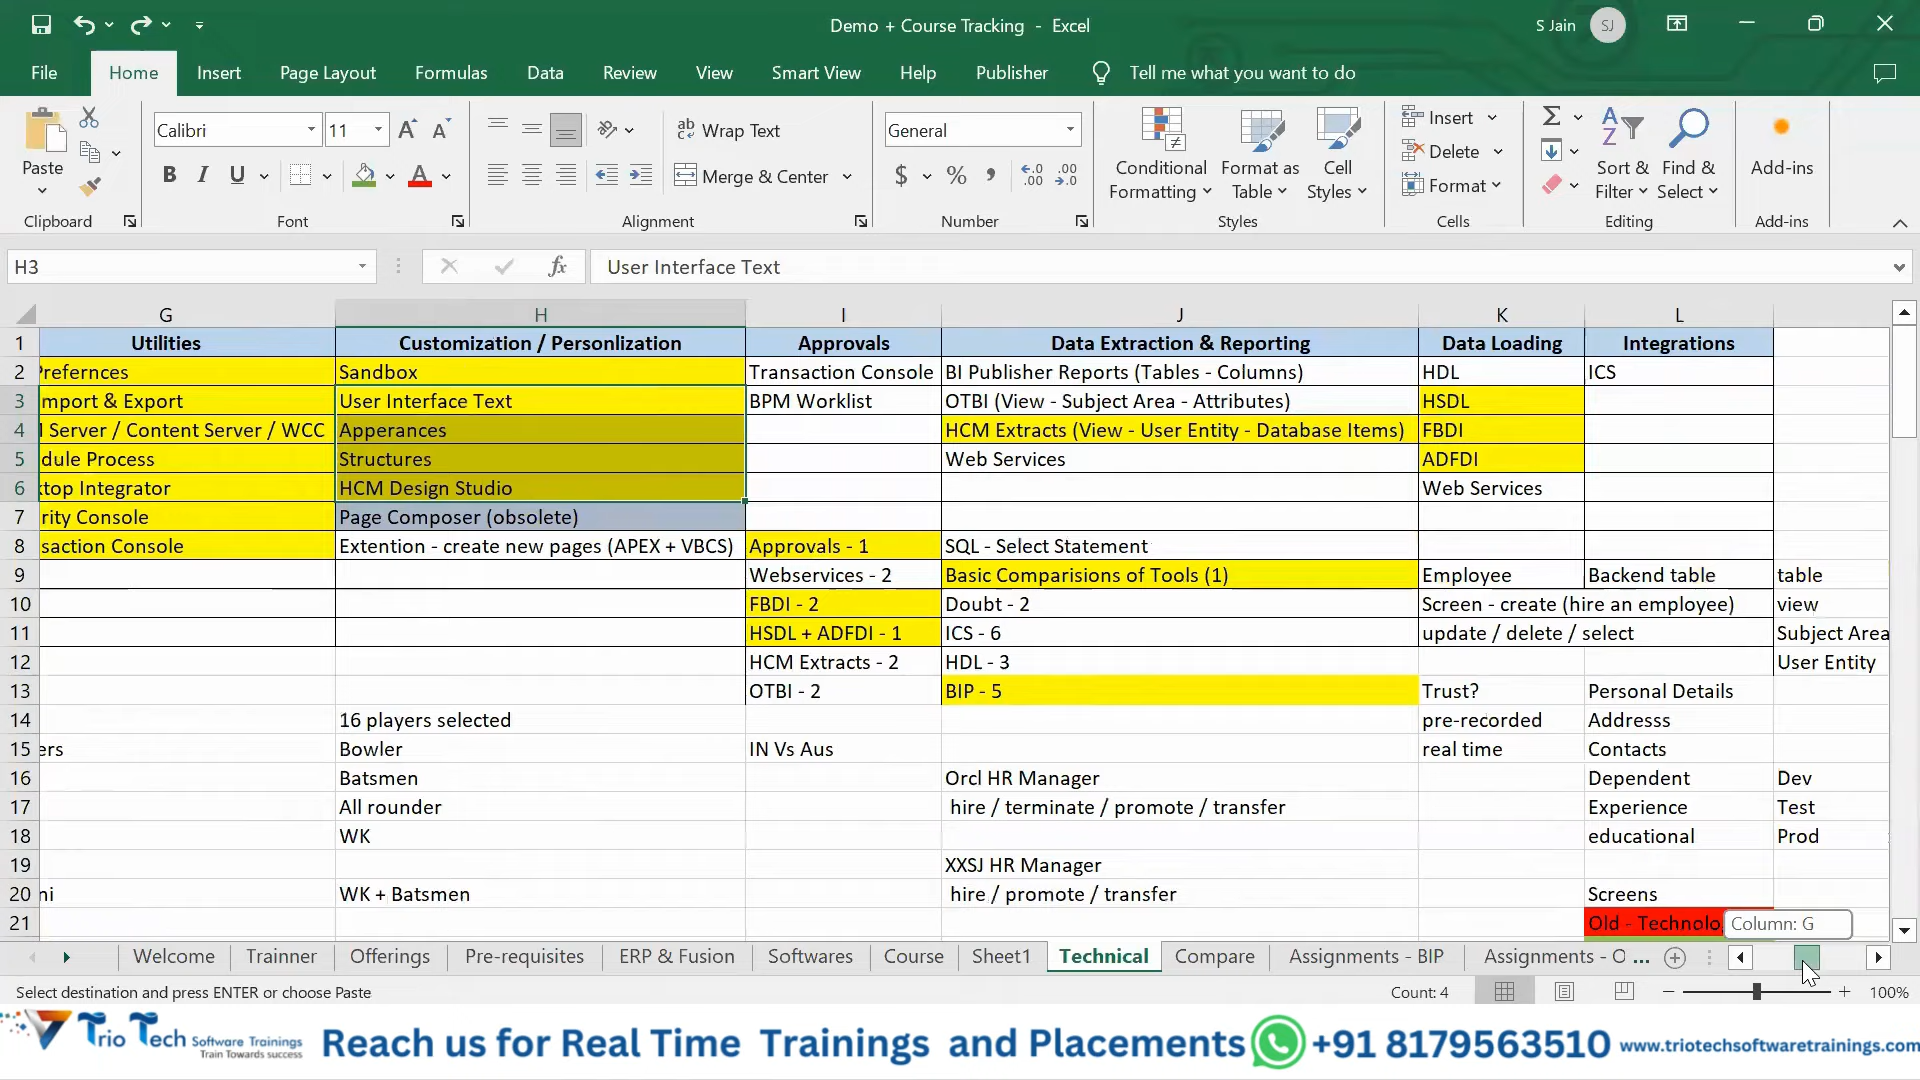 Demo + Course Tracking - Excel
S Jain SJ
File Home Insert Page Layout Formulas Data Review View Smart View Help Publisher Tell me what you want to do
Paste
Clipboard
Calibri 11
B I U A
Font
Wrap Text
Merge & Center
Alignment
General
$ % ,
Number
Conditional Formatting
Format as Table
Cell Styles
Styles
Insert
Delete
Format
Cells
Sort & Filter
Find & Select
Editing
Add-ins
Add-ins
H3 fx User Interface Text
G H I J K L
1 Utilities Customization / Personlization Approvals Data Extraction & Reporting Data Loading Integrations
2 Prefernces Sandbox Transaction Console BI Publisher Reports (Tables - Columns) HDL ICS
3 mport & Export User Interface Text BPM Worklist OTBI (View - Subject Area - Attributes) HSDL
4 Server / Content Server / WCC Apperances HCM Extracts (View - User Entity - Database Items) FBDI
5 dule Process Structures Web Services ADFDI
6 top Integrator HCM Design Studio Web Services
7 rity Console Page Composer (obsolete)
8 saction Console Extention - create new pages (APEX + VBCS) Approvals - 1 SQL - Select Statement
9 Webservices - 2 Basic Comparisions of Tools (1) Employee Backend table table
10 FBDI - 2 Doubt - 2 Screen - create (hire an employee) view
11 HSDL + ADFDI - 1 ICS - 6 update / delete / select Subject Area
12 HCM Extracts - 2 HDL - 3 User Entity
13 OTBI - 2 BIP - 5 Trust? Personal Details
14 16 players selected pre-recorded Addresss
15 ers Bowler IN Vs Aus real time Contacts
16 Batsmen Orcl HR Manager Dependent Dev
17 All rounder hire / terminate / promote / transfer Experience Test
18 WK educational Prod
19 XXSJ HR Manager
20 ni WK + Batsmen hire / promote / transfer Screens
21 Old - Technolo Column: G
Welcome Trainner Offerings Pre-requisites ERP & Fusion Softwares Course Sheet1 Technical Compare Assignments - BIP Assignments - O ...
Select destination and press ENTER or choose Paste Count: 4 100%
Trio Tech Software Trainings
Train Towards success
Reach us for Real Time Trainings and Placements +91 8179563510 www.triotechsoftwaretrainings.com